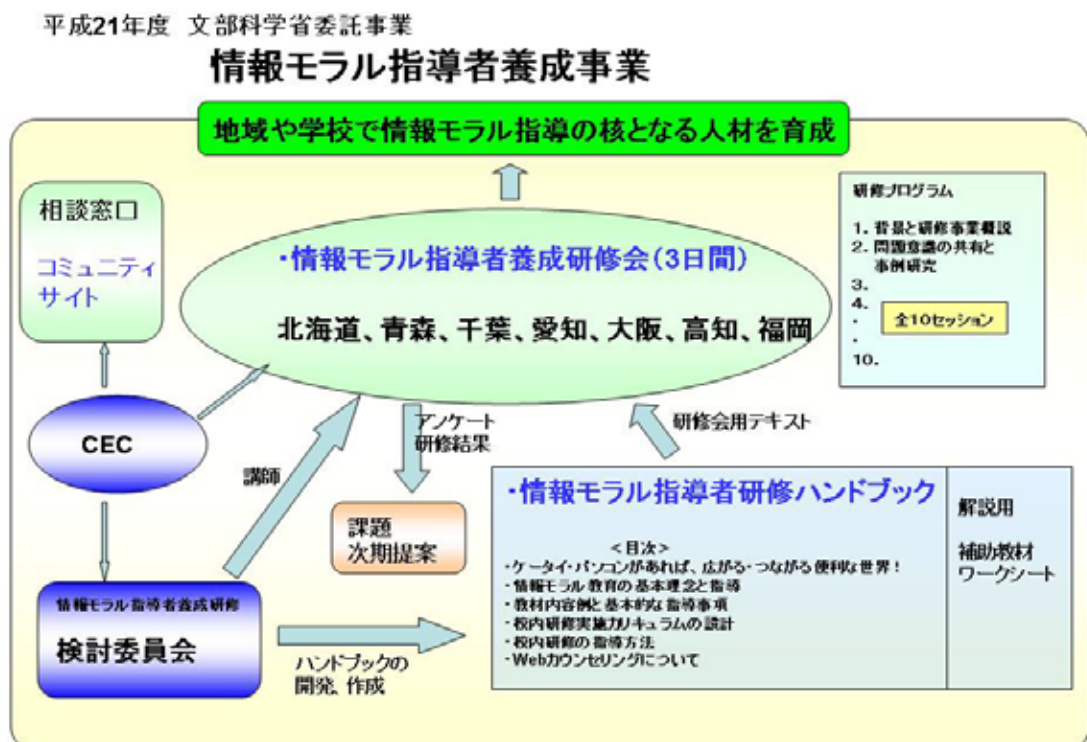 平成21年度 文部科学省委託事業
情報モラル指導者養成事業
地域や学校で情報モラル指導の核となる人材を育成
相談窓口
コミュニティ
サイト
・情報モラル指導者養成研修会(3日間)
北海道、青森、千葉、愛知、大阪、高知、福岡
研修プログラム
1. 背景と研修事業概説
2. 問題意識の共有と
事例研究
3.
4.
・
・
10.
全10セッション
CEC
講師
アンケート
研修結果
研修会用テキスト
課題
次期提案
情報モラル指導者養成研修
検討委員会
ハンドブックの
開発、作成
・情報モラル指導者研修ハンドブック
<目次>
・ケータイ・パソコンがあれば、広がる・つながる便利な世界!
・情報モラル教育の基本理念と指導
・教材内容例と基本的な指導事項
・校内研修実施カリキュラムの設計
・校内研修の指導方法
・Webカウンセリングについて
解説用
補助教材
ワークシート